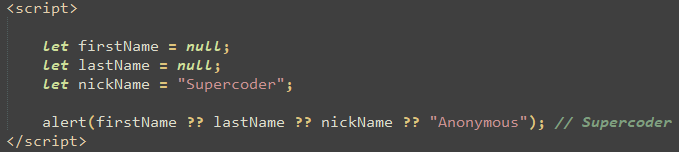 <script>
let firstName = null;
let lastName = null;
let nickName = "Supercoder";
alert(firstName ?? lastName ?? nickName ?? "Anonymous"); // Supercoder
</script>